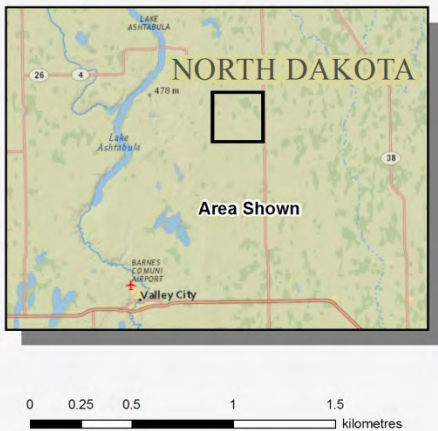 LAKE
ASHTABULA
NORTH DAKOTA
26
4
478 m
Lake
Ashtabula
38
Area Shown
BARNES
COMUNI
AIRPORT
Valley City
0 0.25 0.5 1 1.5
kilometres